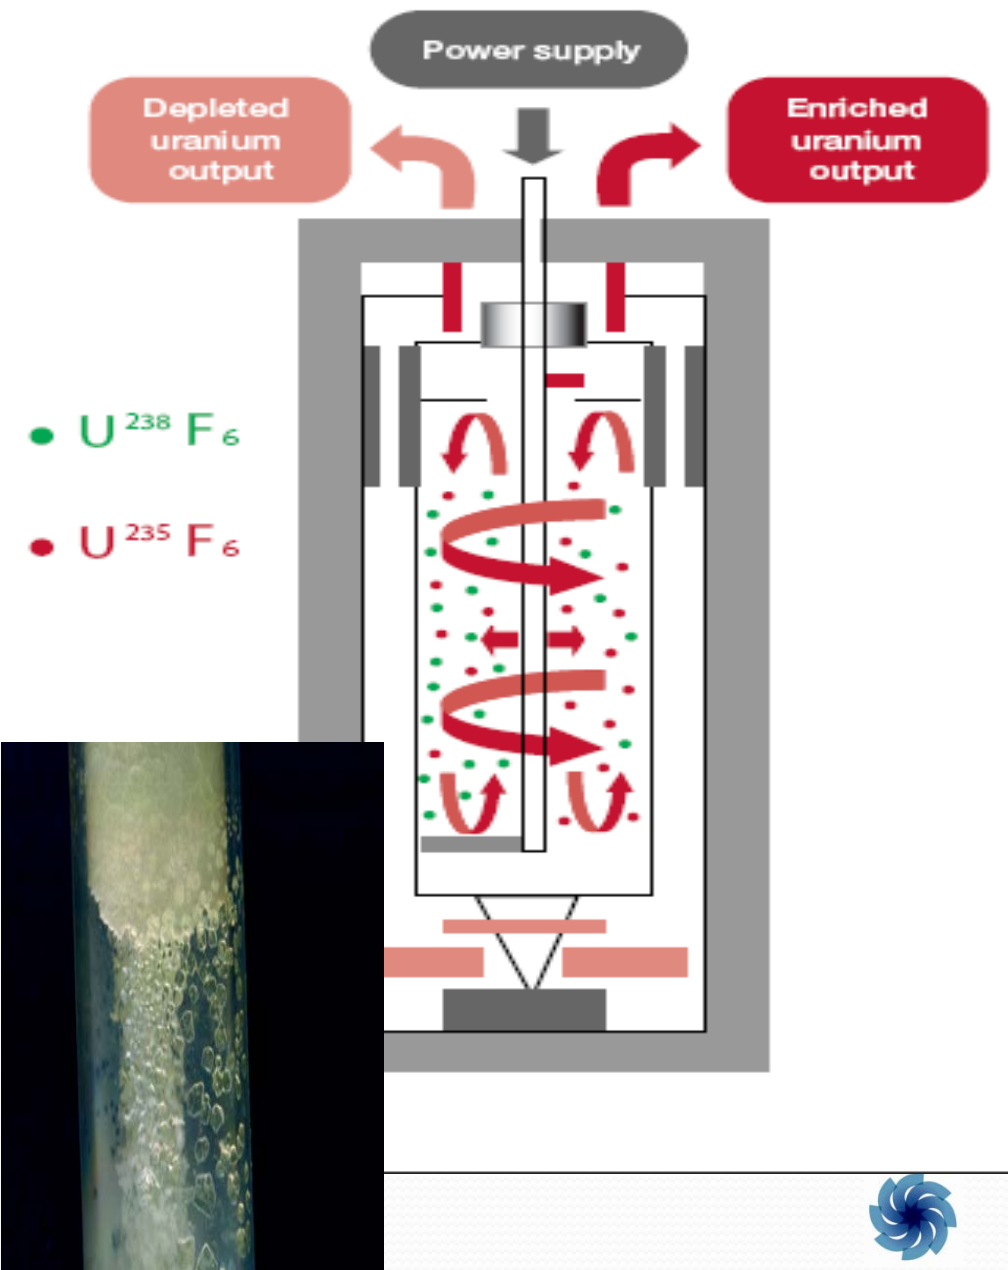 Power supply
Depleted
uranium
output
Enriched
uranium
output
U ²³⁸ F ₆
U ²³⁵ F ₆